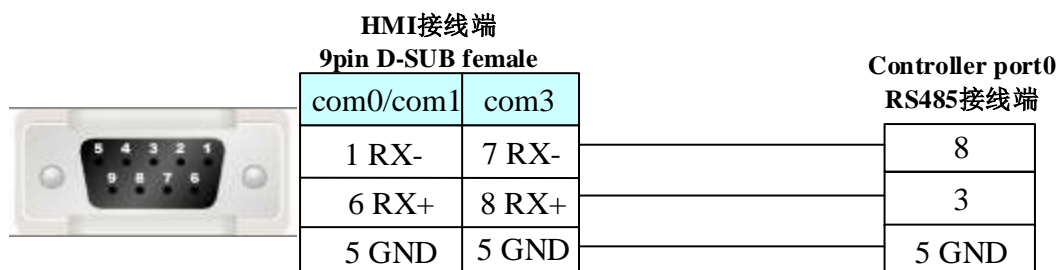 HMI接线端
9pin D-SUB female
Controller port0
RS485接线端
com0/com1 com3
1 RX- 7 RX- 8
6 RX+ 8 RX+ 3
5 GND 5 GND 5 GND
5 4 3 2 1
9 8 7 6